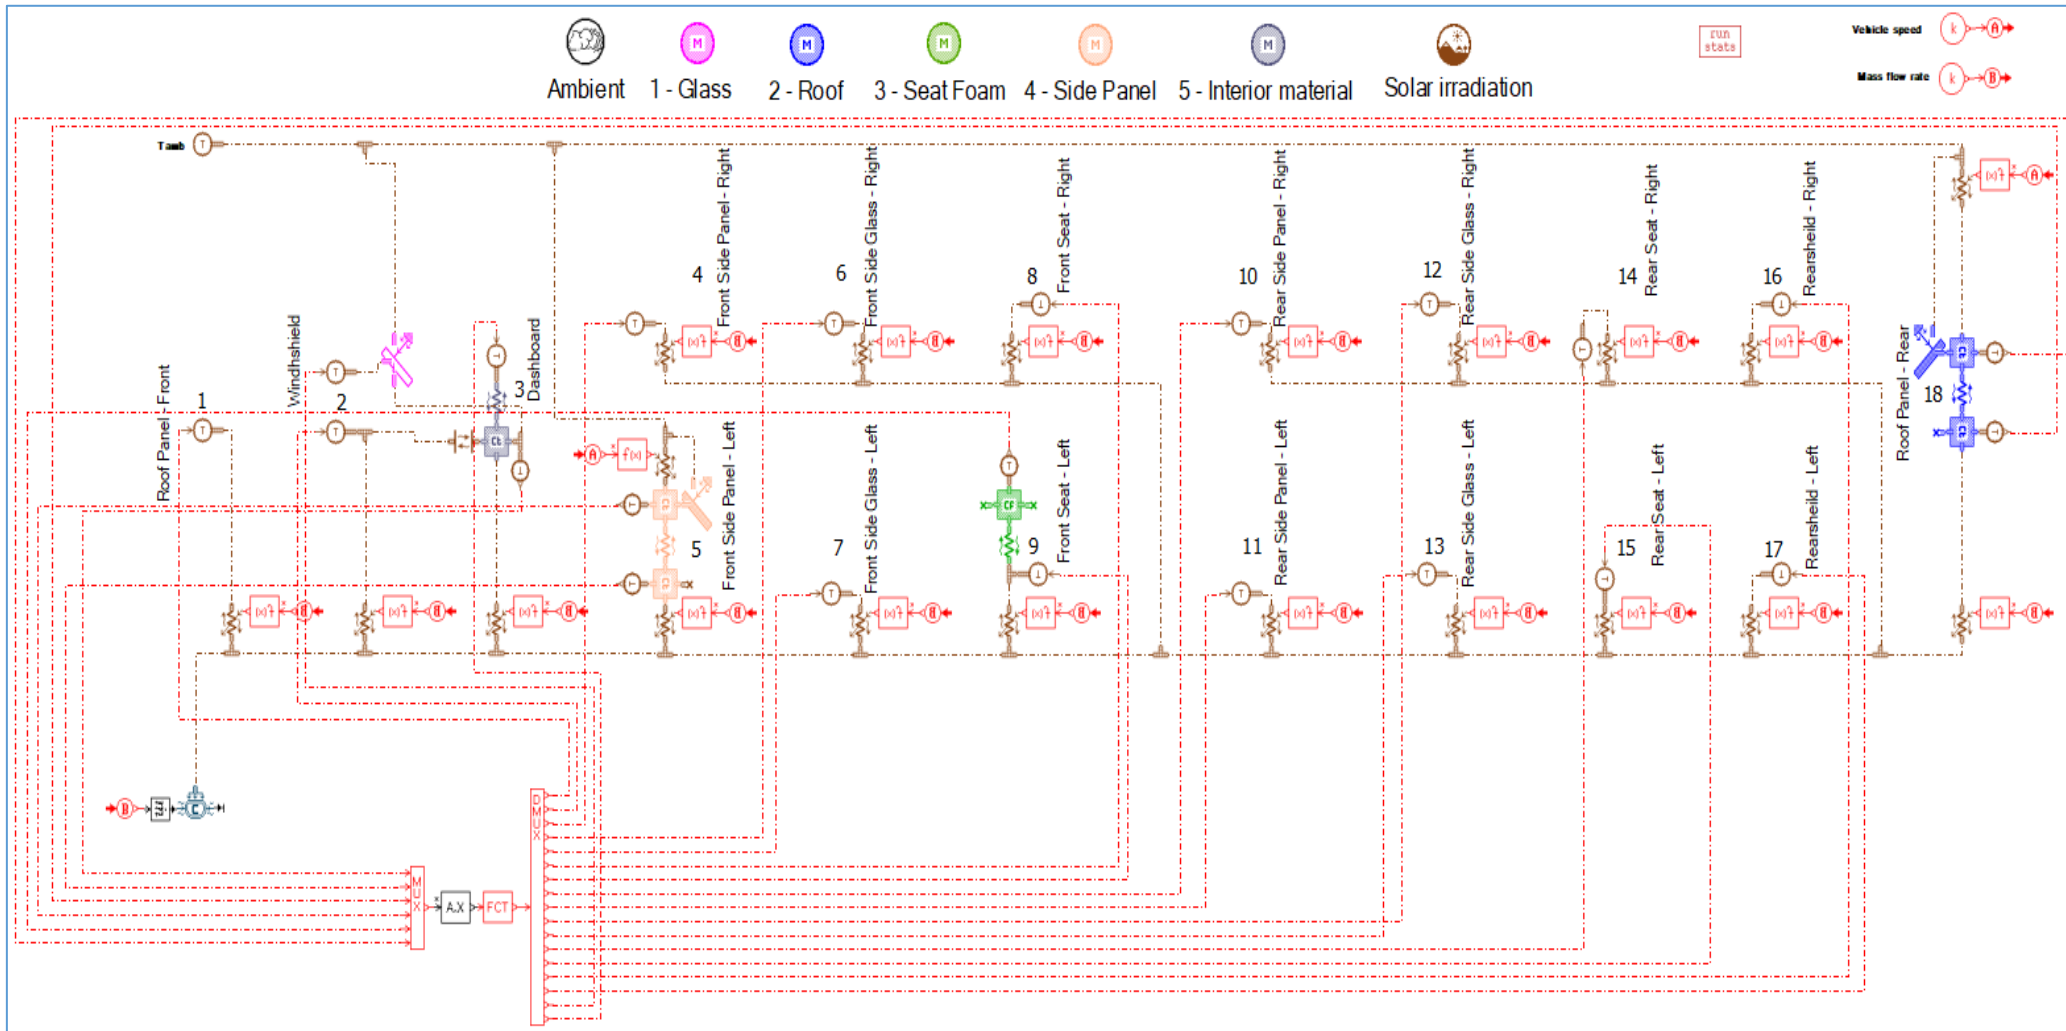 M M M M M
run stats
Vehicle speed k A
Mass flow rate k B
Ambient 1 - Glass 2 - Roof 3 - Seat Foam 4 - Side Panel 5 - Interior material Solar irradiation
Tamb T
Front Side Panel - Right
Front Side Glass - Right
Front Seat - Right
Rear Side Panel - Right
Rear Side Glass - Right
Rear Seat - Right
Rearsheild - Right
4 6 8 10 12 14 16
Roof Panel - Front
Windhshield
Dashboard
Roof Panel - Rear
1 2 3 18
Front Side Panel - Left
Front Side Glass - Left
Front Seat - Left
Rear Side Panel - Left
Rear Side Glass - Left
Rear Seat - Left
Rearsheild - Left
5 7 9 11 13 15 17
A f(x)
B
C
DMUX
MUX
A.X
FCT